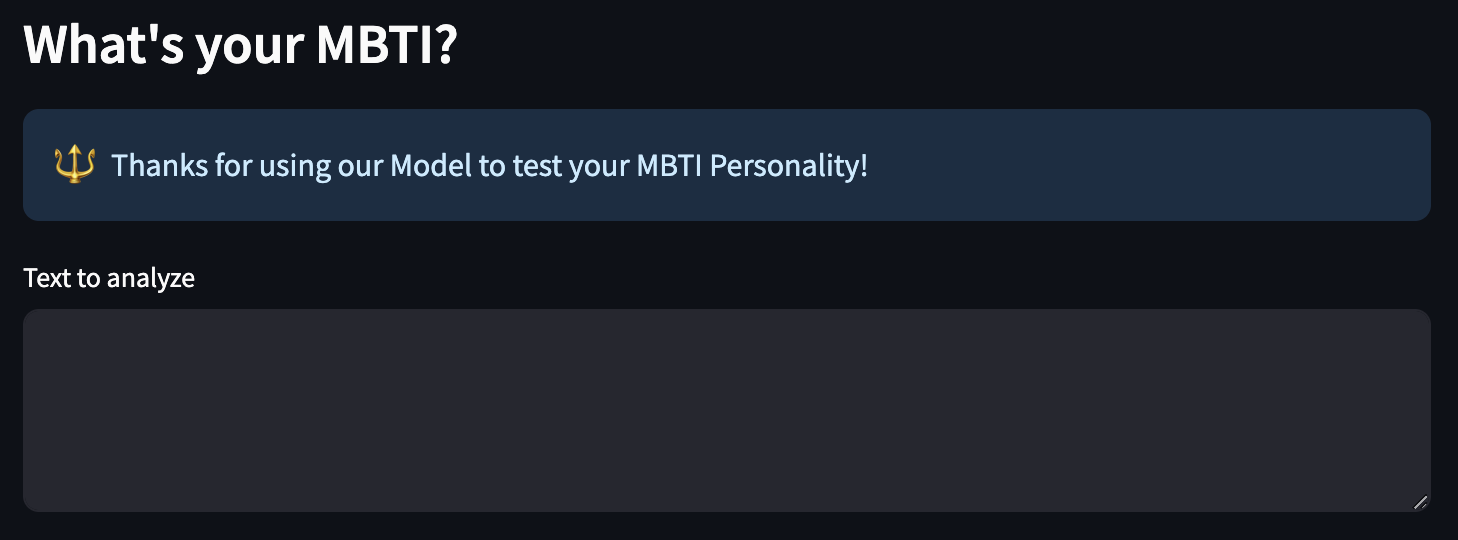 What's your MBTI?
🔱 Thanks for using our Model to test your MBTI Personality!
Text to analyze